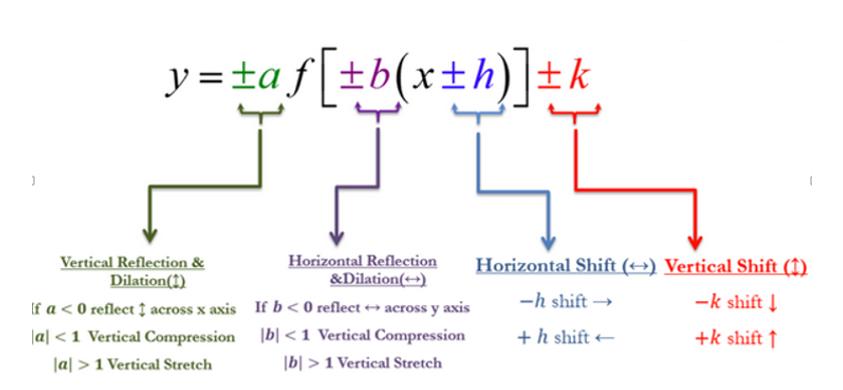 y = ±a f[±b(x ± h)] ± k
Vertical Reflection &
Dilation(↕)
If a < 0 reflect ↕ across x axis
|a| < 1 Vertical Compression
|a| > 1 Vertical Stretch
Horizontal Reflection
&Dilation(↔)
If b < 0 reflect ↔ across y axis
|b| < 1 Vertical Compression
|b| > 1 Vertical Stretch
Horizontal Shift (↔)
−h shift →
+ h shift ←
Vertical Shift (↕)
−k shift ↓
+k shift ↑